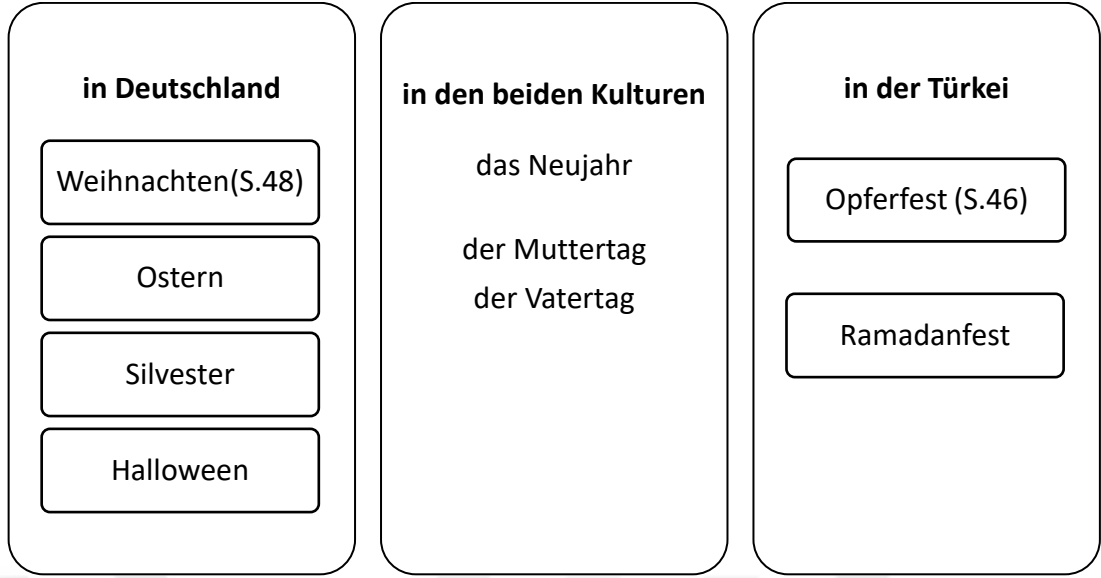 in Deutschland
Weihnachten(S.48)
Ostern
Silvester
Halloween
in den beiden Kulturen
das Neujahr
der Muttertag
der Vatertag
in der Türkei
Opferfest (S.46)
Ramadanfest